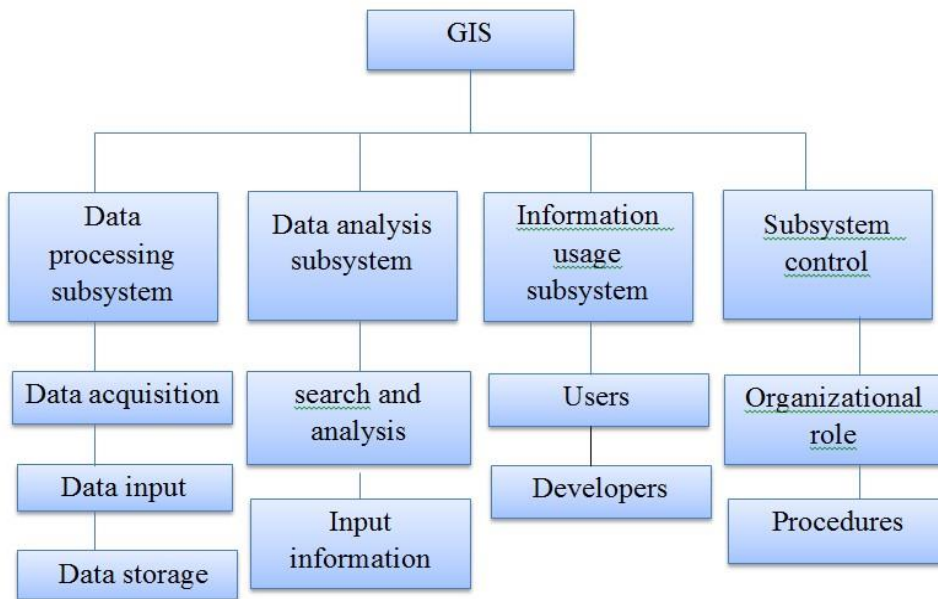 GIS
Data
processing
subsystem
Data acquisition
Data input
Data storage
Data analysis
subsystem
search and
analysis
Input
information
Information
usage
subsystem
Users
Developers
Subsystem
control
Organizational
role
Procedures